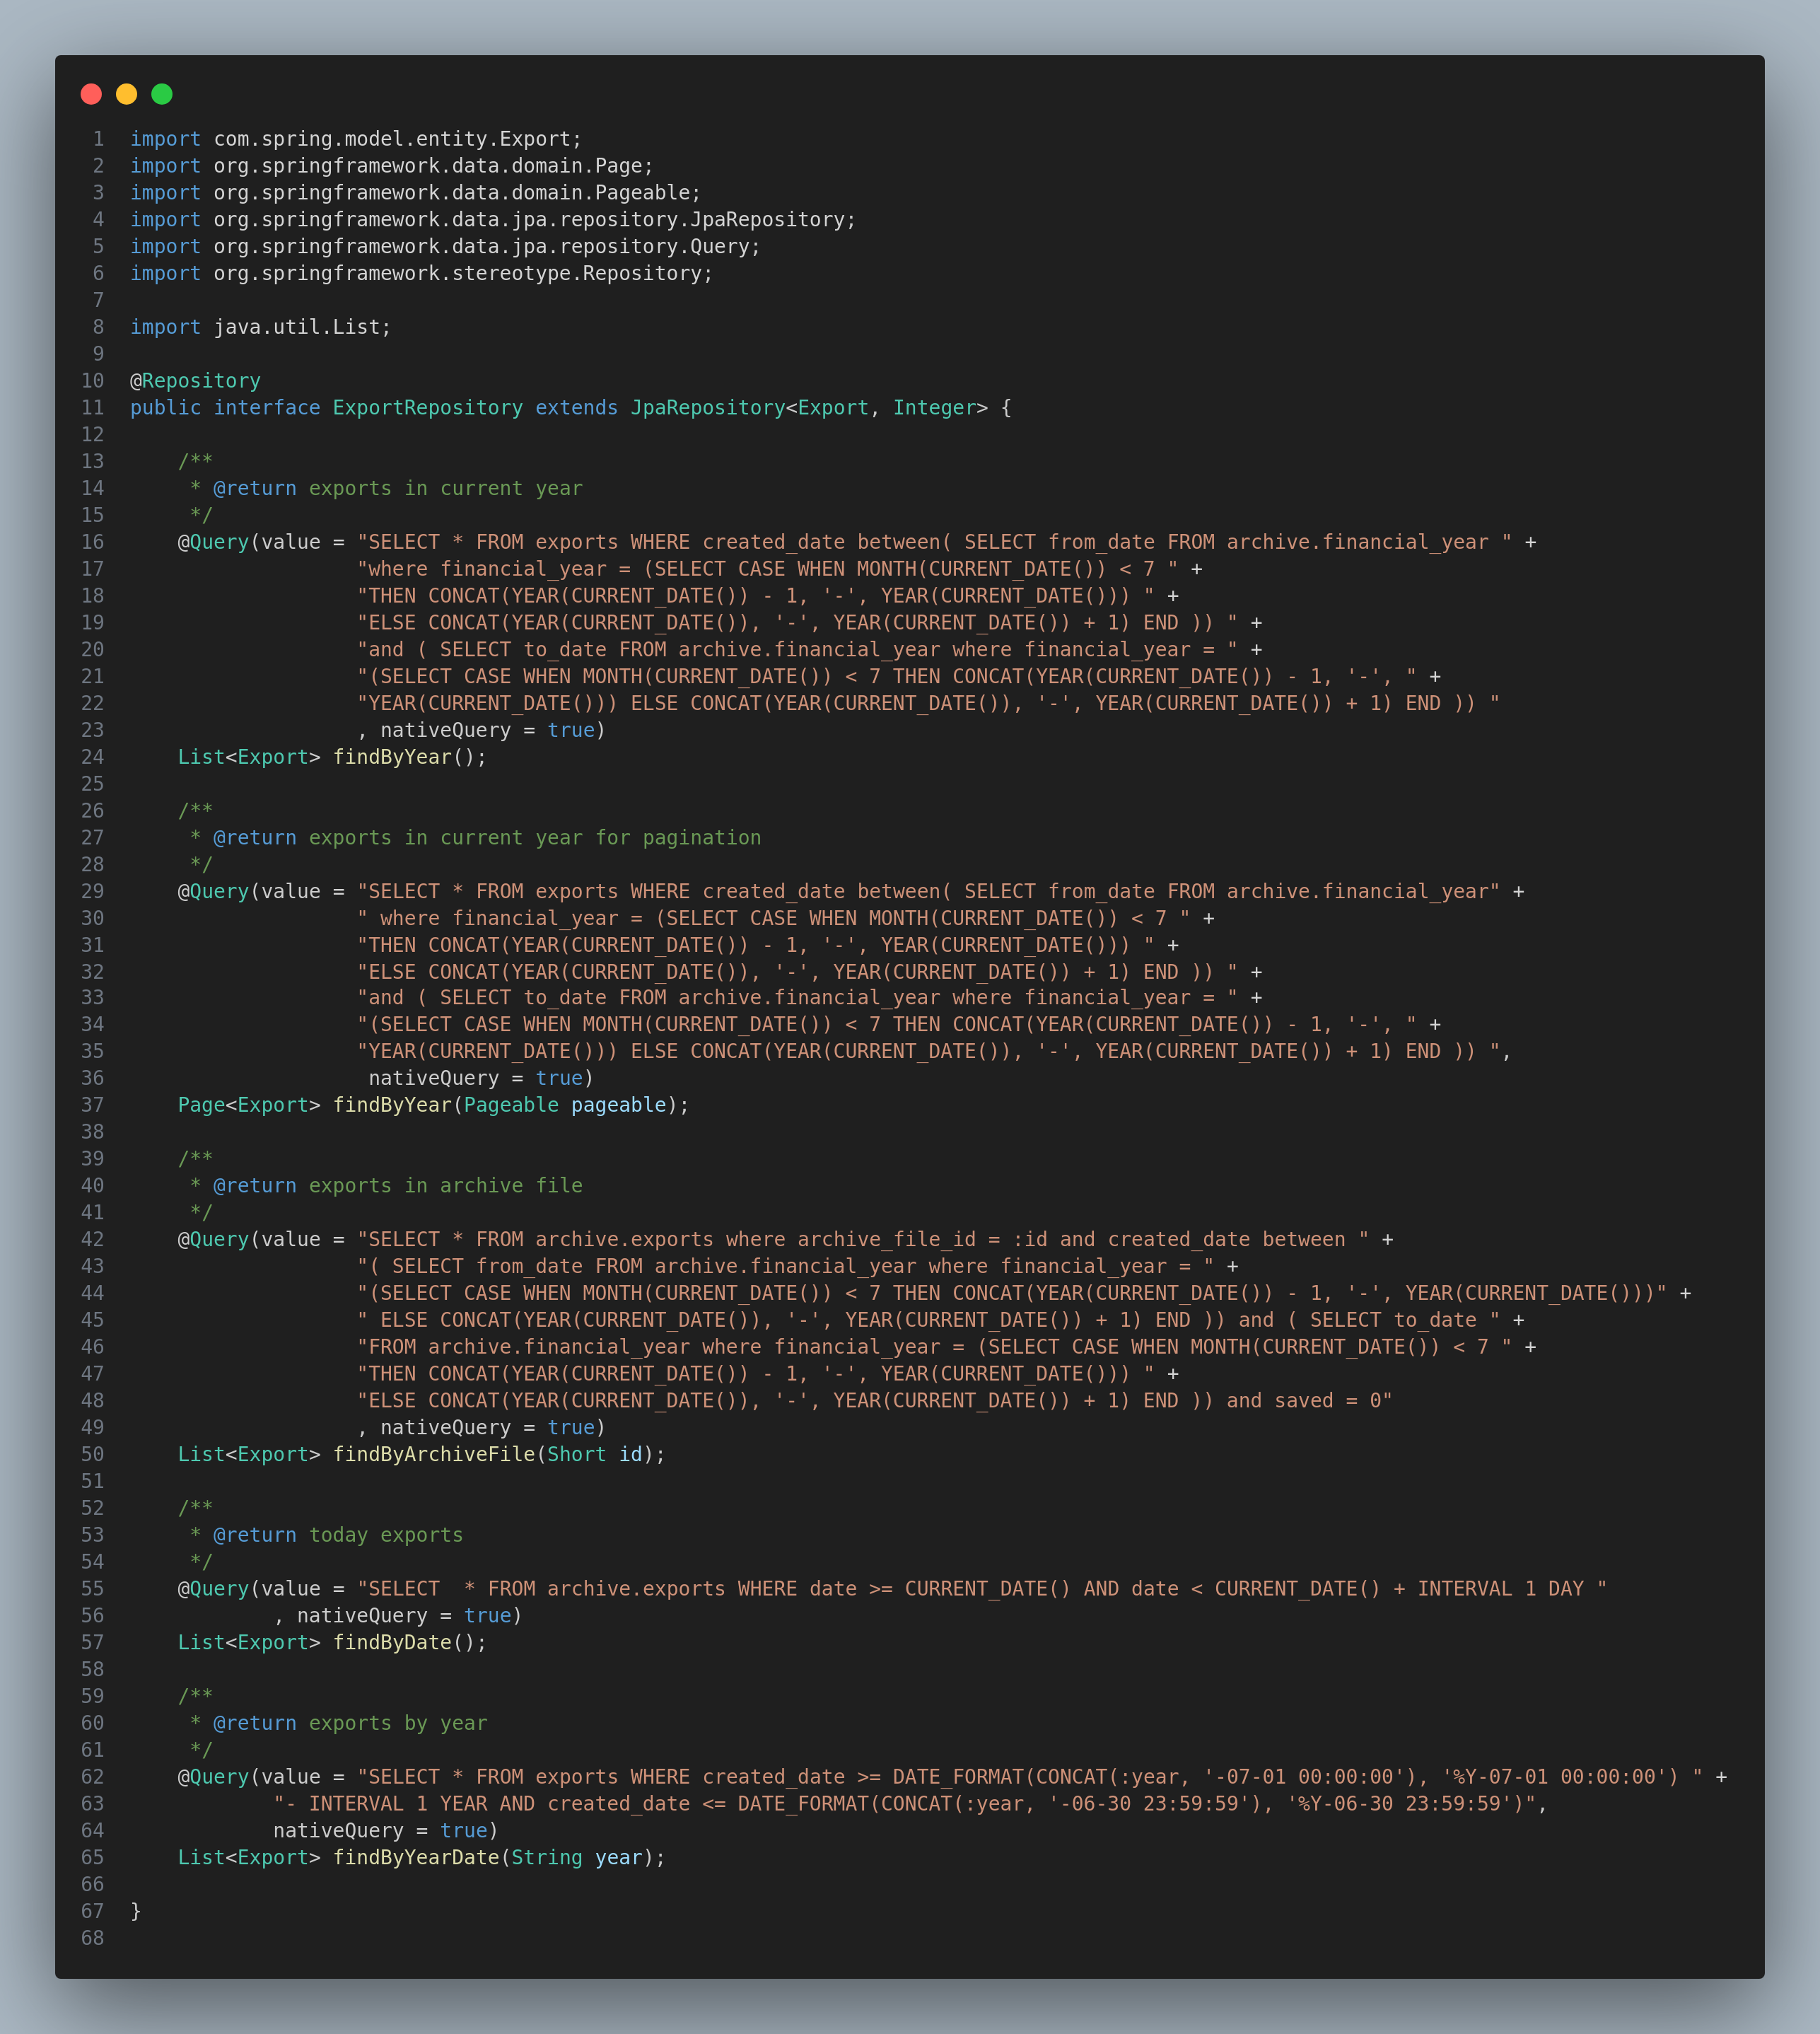 1 import com.spring.model.entity.Export;
2 import org.springframework.data.domain.Page;
3 import org.springframework.data.domain.Pageable;
4 import org.springframework.data.jpa.repository.JpaRepository;
5 import org.springframework.data.jpa.repository.Query;
6 import org.springframework.stereotype.Repository;
7
8 import java.util.List;
9
10 @Repository
11 public interface ExportRepository extends JpaRepository<Export, Integer> {
12
13     /**
14      * @return exports in current year
15      */
16     @Query(value = "SELECT * FROM exports WHERE created_date between( SELECT from_date FROM archive.financial_year " +
17                    "where financial_year = (SELECT CASE WHEN MONTH(CURRENT_DATE()) < 7 " +
18                    "THEN CONCAT(YEAR(CURRENT_DATE()) - 1, '-', YEAR(CURRENT_DATE())) " +
19                    "ELSE CONCAT(YEAR(CURRENT_DATE()), '-', YEAR(CURRENT_DATE()) + 1) END )) " +
20                    "and ( SELECT to_date FROM archive.financial_year where financial_year = " +
21                    "(SELECT CASE WHEN MONTH(CURRENT_DATE()) < 7 THEN CONCAT(YEAR(CURRENT_DATE()) - 1, '-', " +
22                    "YEAR(CURRENT_DATE())) ELSE CONCAT(YEAR(CURRENT_DATE()), '-', YEAR(CURRENT_DATE()) + 1) END )) "
23                    , nativeQuery = true)
24     List<Export> findByYear();
25
26     /**
27      * @return exports in current year for pagination
28      */
29     @Query(value = "SELECT * FROM exports WHERE created_date between( SELECT from_date FROM archive.financial_year" +
30                    " where financial_year = (SELECT CASE WHEN MONTH(CURRENT_DATE()) < 7 " +
31                    "THEN CONCAT(YEAR(CURRENT_DATE()) - 1, '-', YEAR(CURRENT_DATE())) " +
32                    "ELSE CONCAT(YEAR(CURRENT_DATE()), '-', YEAR(CURRENT_DATE()) + 1) END )) " +
33                    "and ( SELECT to_date FROM archive.financial_year where financial_year = " +
34                    "(SELECT CASE WHEN MONTH(CURRENT_DATE()) < 7 THEN CONCAT(YEAR(CURRENT_DATE()) - 1, '-', " +
35                    "YEAR(CURRENT_DATE())) ELSE CONCAT(YEAR(CURRENT_DATE()), '-', YEAR(CURRENT_DATE()) + 1) END )) ",
36                     nativeQuery = true)
37     Page<Export> findByYear(Pageable pageable);
38
39     /**
40      * @return exports in archive file
41      */
42     @Query(value = "SELECT * FROM archive.exports where archive_file_id = :id and created_date between " +
43                    "( SELECT from_date FROM archive.financial_year where financial_year = " +
44                    "(SELECT CASE WHEN MONTH(CURRENT_DATE()) < 7 THEN CONCAT(YEAR(CURRENT_DATE()) - 1, '-', YEAR(CURRENT_DATE()))" +
45                    " ELSE CONCAT(YEAR(CURRENT_DATE()), '-', YEAR(CURRENT_DATE()) + 1) END )) and ( SELECT to_date " +
46                    "FROM archive.financial_year where financial_year = (SELECT CASE WHEN MONTH(CURRENT_DATE()) < 7 " +
47                    "THEN CONCAT(YEAR(CURRENT_DATE()) - 1, '-', YEAR(CURRENT_DATE())) " +
48                    "ELSE CONCAT(YEAR(CURRENT_DATE()), '-', YEAR(CURRENT_DATE()) + 1) END )) and saved = 0"
49                    , nativeQuery = true)
50     List<Export> findByArchiveFile(Short id);
51
52     /**
53      * @return today exports
54      */
55     @Query(value = "SELECT  * FROM archive.exports WHERE date >= CURRENT_DATE() AND date < CURRENT_DATE() + INTERVAL 1 DAY "
56             , nativeQuery = true)
57     List<Export> findByDate();
58
59     /**
60      * @return exports by year
61      */
62     @Query(value = "SELECT * FROM exports WHERE created_date >= DATE_FORMAT(CONCAT(:year, '-07-01 00:00:00'), '%Y-07-01 00:00:00') " +
63             "- INTERVAL 1 YEAR AND created_date <= DATE_FORMAT(CONCAT(:year, '-06-30 23:59:59'), '%Y-06-30 23:59:59')",
64             nativeQuery = true)
65     List<Export> findByYearDate(String year);
66
67 }
68